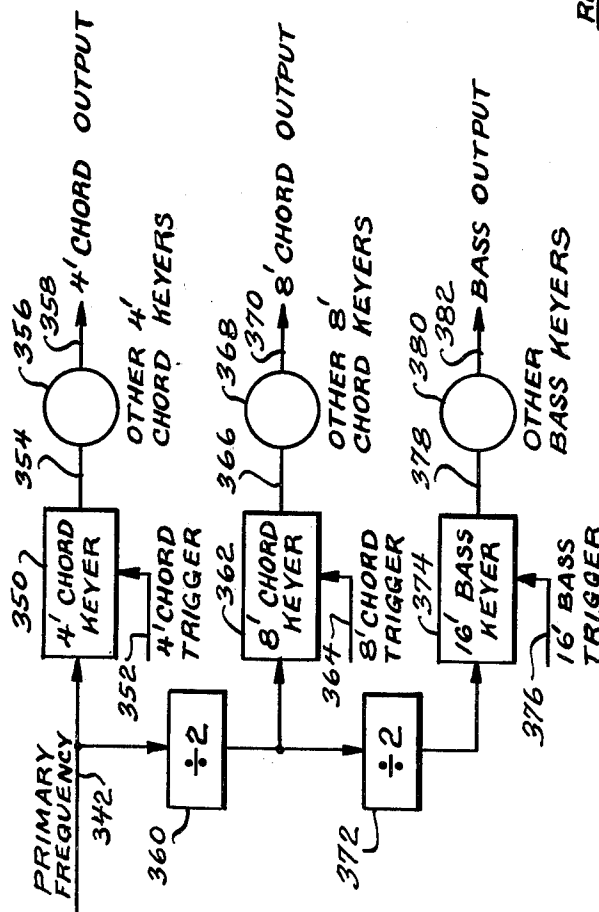 PRIMARY
FREQUENCY
342
350
4' CHORD
KEYER
352
4' CHORD
TRIGGER
354
356
358
4' CHORD OUTPUT
OTHER 4'
CHORD KEYERS
360
÷2
362
8' CHORD
KEYER
364
8' CHORD
TRIGGER
366
368
370
8' CHORD OUTPUT
OTHER 8'
CHORD KEYERS
372
÷2
374
16' BASS
KEYER
376
16' BASS
TRIGGER
378
380
382
BASS OUTPUT
OTHER
BASS KEYERS